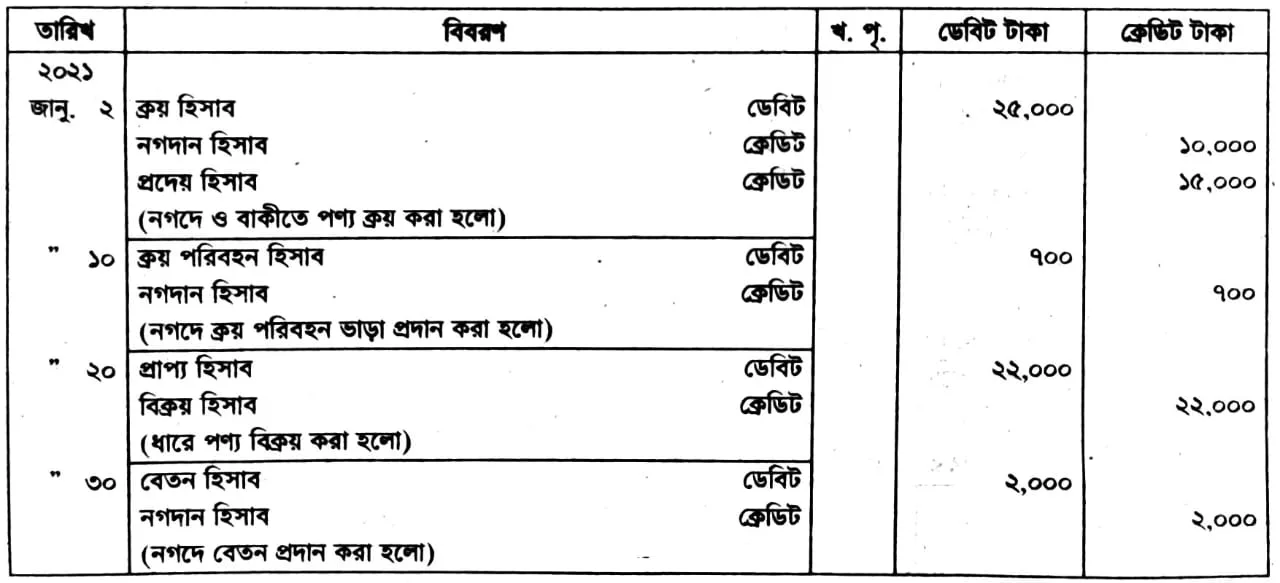 তারিখ বিবরণ খ. পৃ. ডেবিট টাকা ক্রেডিট টাকা
২০২১
জানু. ২ ক্রয় হিসাব ডেবিট ২৫,০০০
নগদান হিসাব ক্রেডিট ১০,০০০
প্রদেয় হিসাব ক্রেডিট ১৫,০০০
(নগদে ও বাকীতে পণ্য ক্রয় করা হলো)
" ১০ ক্রয় পরিবহন হিসাব ডেবিট ৭০০
নগদান হিসাব ক্রেডিট ৭০০
(নগদে ক্রয় পরিবহন ভাড়া প্রদান করা হলো)
" ২০ প্রাপ্য হিসাব ডেবিট ২২,০০০
বিক্রয় হিসাব ক্রেডিট ২২,০০০
(ধারে পণ্য বিক্রয় করা হলো)
" ৩০ বেতন হিসাব ডেবিট ২,০০০
নগদান হিসাব ক্রেডিট ২,০০০
(নগদে বেতন প্রদান করা হলো)